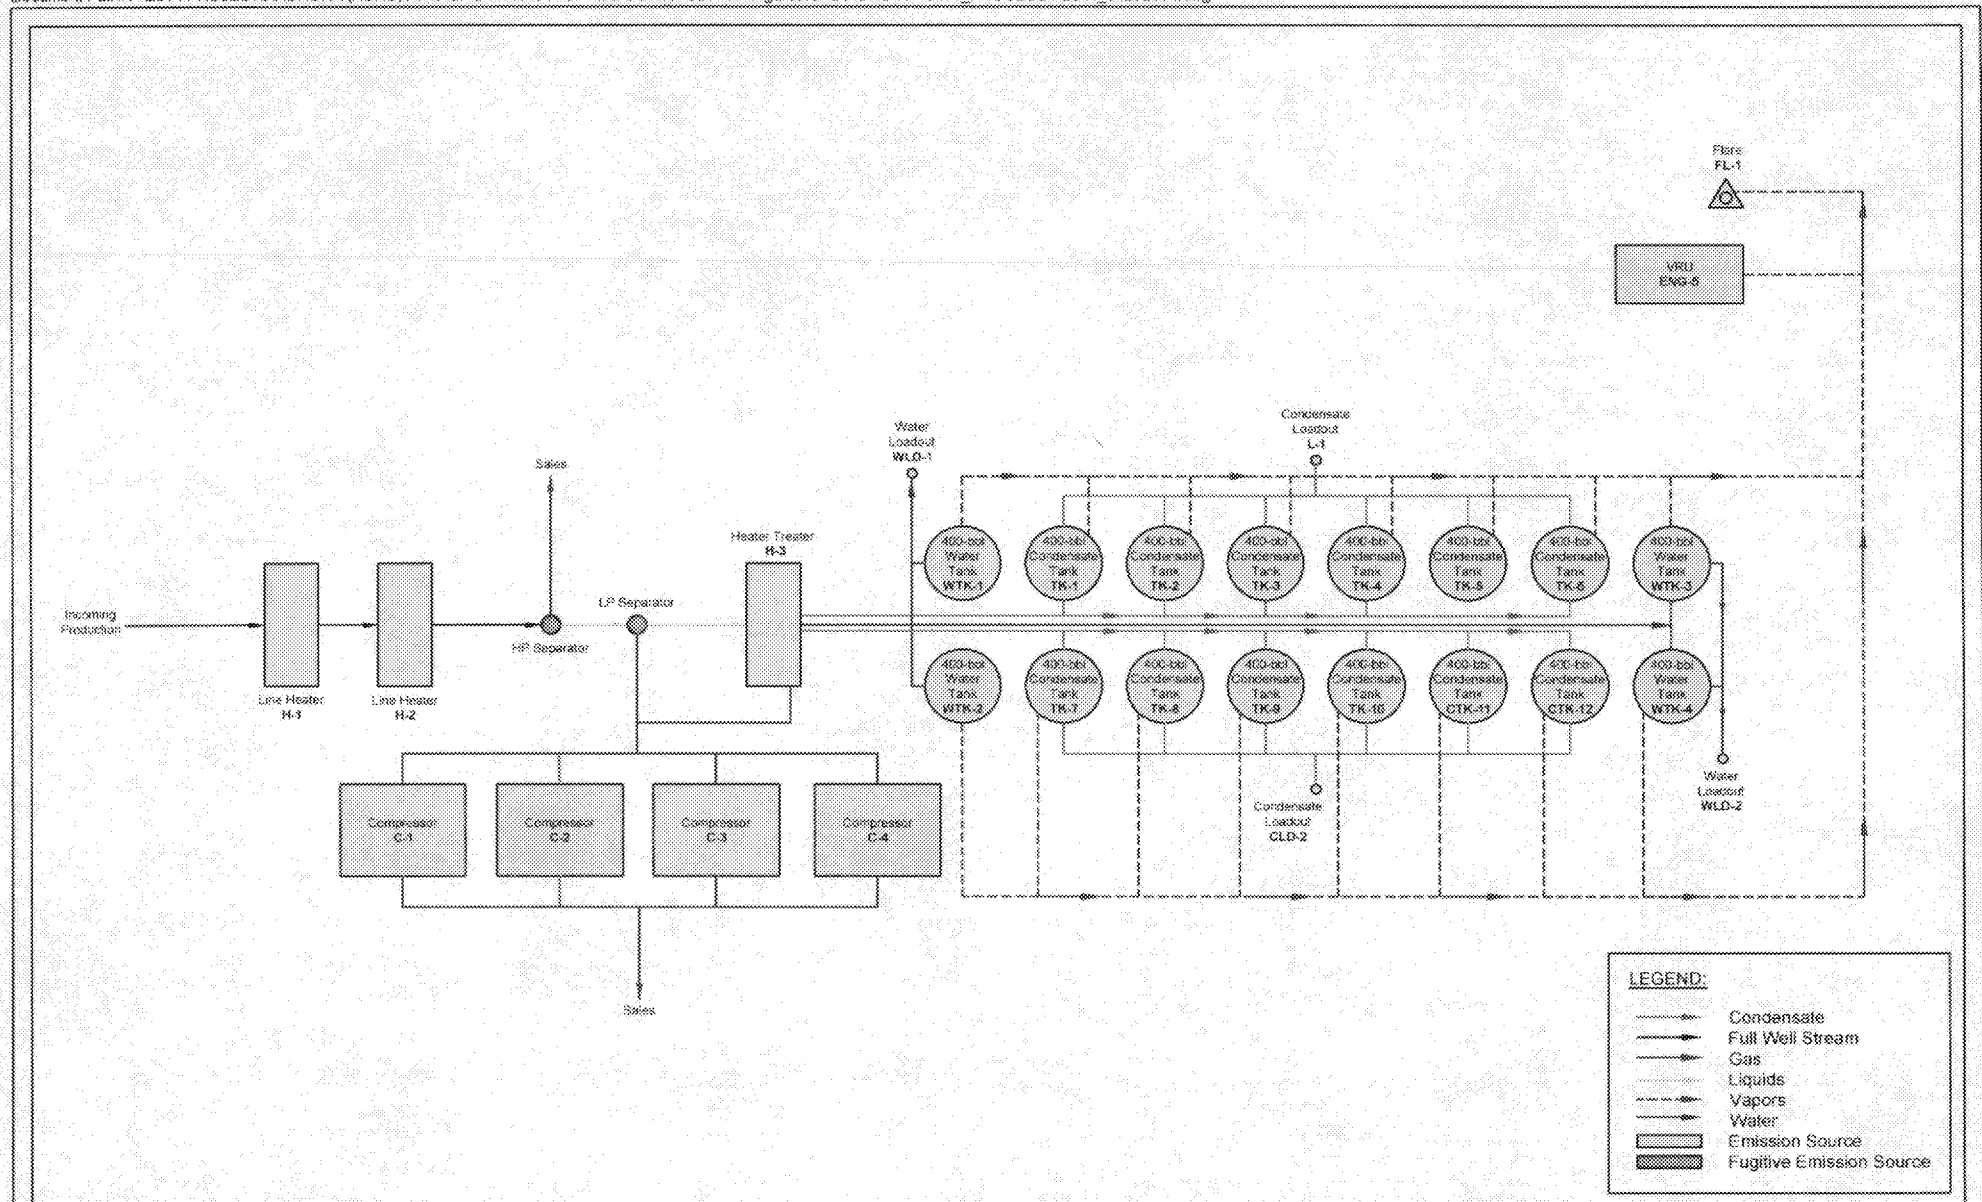 Flare
FL-1
VRU
ENG-5
Condensate
Loadout
L-1
Water
Loadout
WLD-1
Sales
Heater Treater
H-3
400-bbl
Water
Tank
WTK-1
400-bbl
Condensate
Tank
TK-1
400-bbl
Condensate
Tank
TK-2
400-bbl
Condensate
Tank
TK-3
400-bbl
Condensate
Tank
TK-4
400-bbl
Condensate
Tank
TK-5
400-bbl
Condensate
Tank
TK-6
400-bbl
Water
Tank
WTK-3
Incoming
Production
LP Separator
HP Separator
Line Heater
H-1
Line Heater
H-2
400-bbl
Water
Tank
WTK-2
400-bbl
Condensate
Tank
TK-7
400-bbl
Condensate
Tank
TK-8
400-bbl
Condensate
Tank
TK-9
400-bbl
Condensate
Tank
TK-10
400-bbl
Condensate
Tank
CTK-11
400-bbl
Condensate
Tank
CTK-12
400-bbl
Water
Tank
WTK-4
Compressor
C-1
Compressor
C-2
Compressor
C-3
Compressor
C-4
Condensate
Loadout
CLD-2
Water
Loadout
WLD-2
Sales
LEGEND:
Condensate
Full Well Stream
Gas
Liquids
Vapors
Water
Emission Source
Fugitive Emission Source